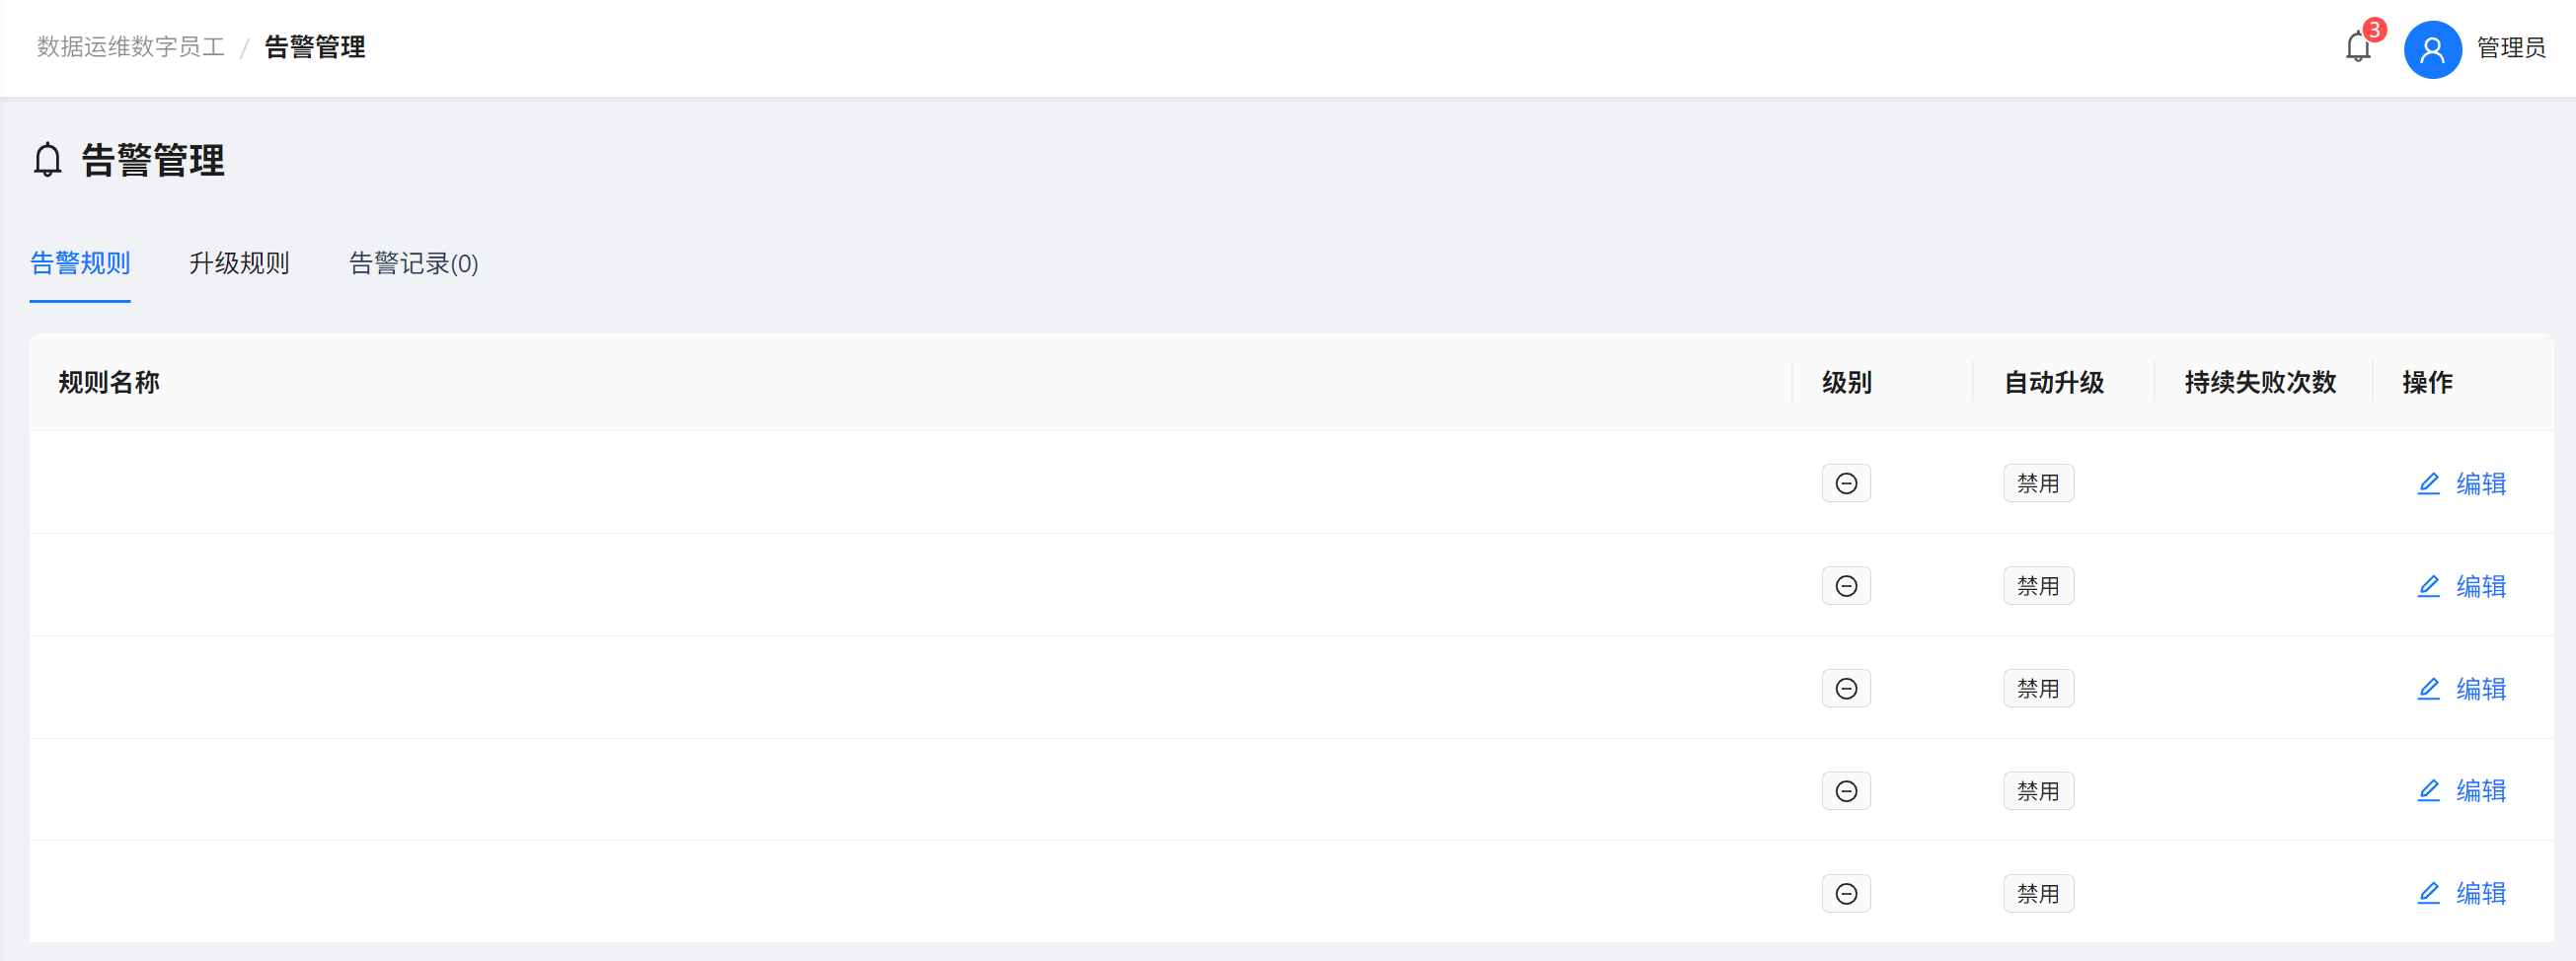 数据运维数字员工 / 告警管理
3
管理员
告警管理
告警规则 升级规则 告警记录(0)
规则名称 级别 自动升级 持续失败次数 操作
禁用 编辑
禁用 编辑
禁用 编辑
禁用 编辑
禁用 编辑